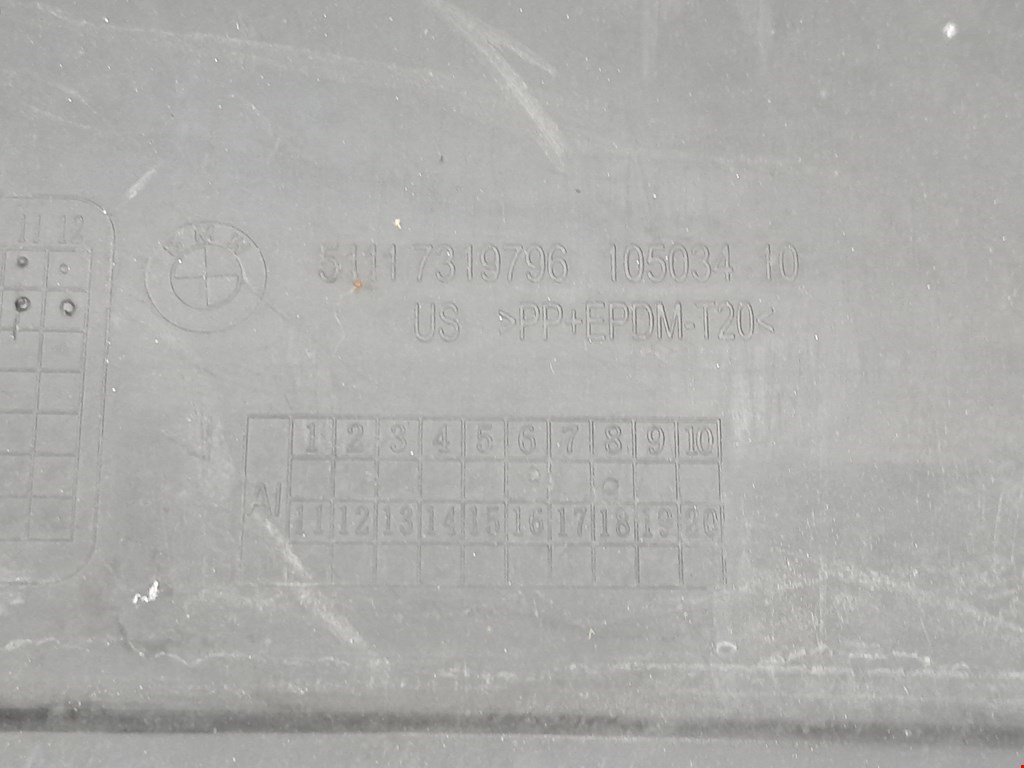 11 12
BMW
51117319796 105034 10
US >PP+EPDM-T20<
1 2 3 4 5 6 7 8 9 10
AI
11 12 13 14 15 16 17 18 19 20